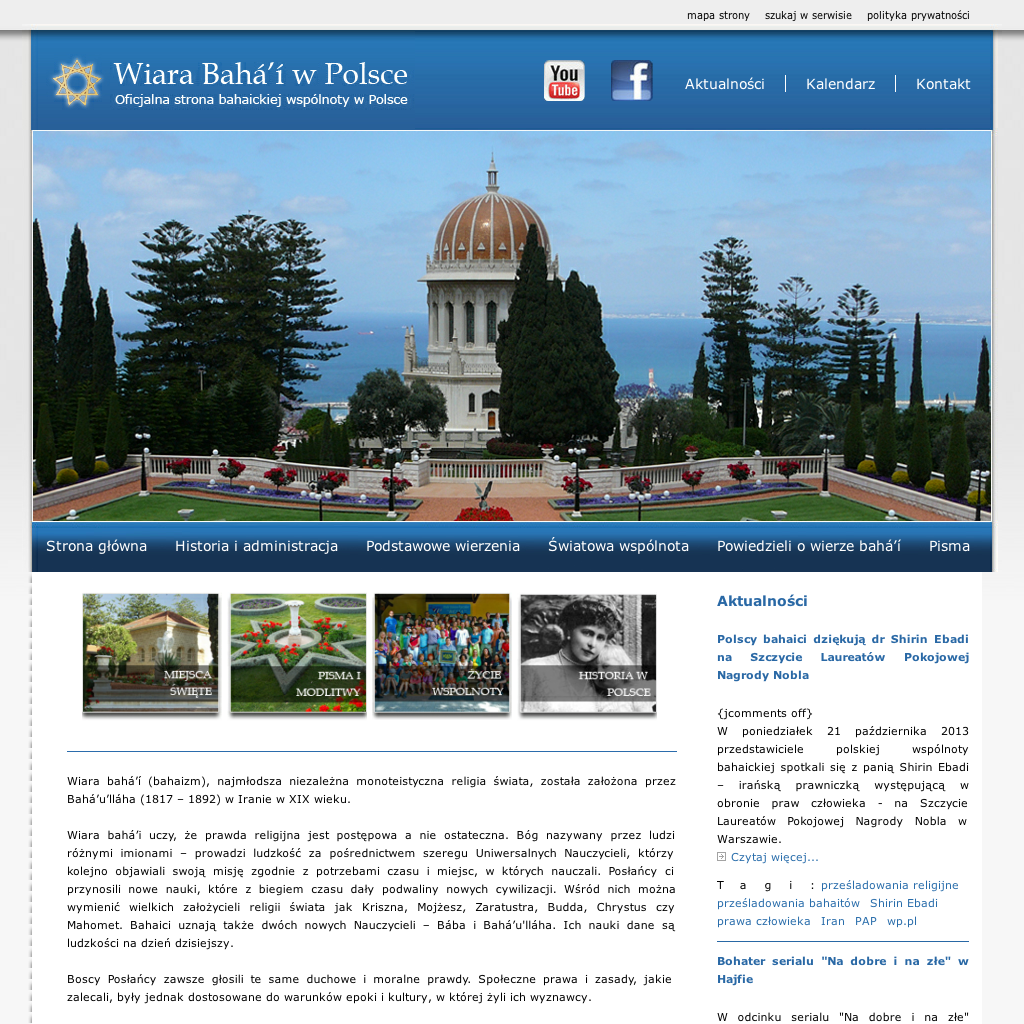 mapa strony szukaj w serwisie polityka prywatności
Wiara Bahá’í w Polsce
Oficjalna strona bahaickiej wspólnoty w Polsce
You
Tube
f
Aktualności Kalendarz Kontakt
Strona główna Historia i administracja Podstawowe wierzenia Światowa wspólnota Powiedzieli o wierze bahá’í Pisma
MIEJSCA
ŚWIĘTE
PISMA I
MODLITWY
ŻYCIE
WSPÓLNOTY
HISTORIA W
POLSCE
Wiara bahá’í (bahaizm), najmłodsza niezależna monoteistyczna religia świata, została założona przez
Bahá’u’lláha (1817 – 1892) w Iranie w XIX wieku.
Wiara bahá’i uczy, że prawda religijna jest postępowa a nie ostateczna. Bóg nazywany przez ludzi
różnymi imionami – prowadzi ludzkość za pośrednictwem szeregu Uniwersalnych Nauczycieli, którzy
kolejno objawiali swoją misję zgodnie z potrzebami czasu i miejsc, w których nauczali. Posłańcy ci
przynosili nowe nauki, które z biegiem czasu dały podwaliny nowych cywilizacji. Wśród nich można
wymienić wielkich założycieli religii świata jak Kriszna, Mojżesz, Zaratustra, Budda, Chrystus czy
Mahomet. Bahaici uznają także dwóch nowych Nauczycieli – Bába i Bahá’u'lláha. Ich nauki dane są
ludzkości na dzień dzisiejszy.
Boscy Posłańcy zawsze głosili te same duchowe i moralne prawdy. Społeczne prawa i zasady, jakie
zalecali, były jednak dostosowane do warunków epoki i kultury, w której żyli ich wyznawcy.
Aktualności
Polscy bahaici dziękują dr Shirin Ebadi
na Szczycie Laureatów Pokojowej
Nagrody Nobla
{jcomments off}
W poniedziałek 21 października 2013
przedstawiciele polskiej wspólnoty
bahaickiej spotkali się z panią Shirin Ebadi
– irańską prawniczką występującą w
obronie praw człowieka - na Szczycie
Laureatów Pokojowej Nagrody Nobla w
Warszawie.
Czytaj więcej...
Tagi: prześladowania religijne
prześladowania bahaitów Shirin Ebadi
prawa człowieka Iran PAP wp.pl
Bohater serialu "Na dobre i na złe" w
Hajfie
W odcinku serialu "Na dobre i na złe"